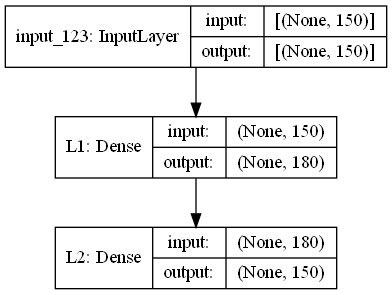 input_123: InputLayer
input: [(None, 150)]
output: [(None, 150)]
L1: Dense
input: (None, 150)
output: (None, 180)
L2: Dense
input: (None, 180)
output: (None, 150)